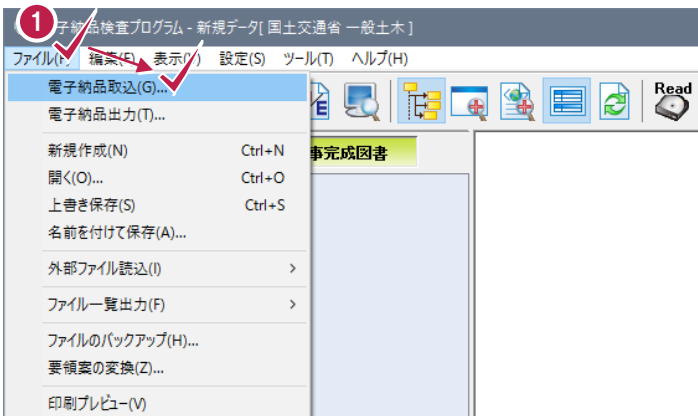 1
子納品検査プログラム - 新規データ[ 国土交通省 一般土木 ]
ファイル(F) 編集(E) 表示(V) 設定(S) ツール(T) ヘルプ(H)
電子納品取込(G)...
電子納品出力(T)...
Read
新規作成(N) Ctrl+N
事完成図書
開く(O)... Ctrl+O
上書き保存(S) Ctrl+S
名前を付けて保存(A)...
外部ファイル読込(I) >
ファイル一覧出力(F) >
ファイルのバックアップ(H)...
要領案の変換(Z)...
印刷プレビュー(V)